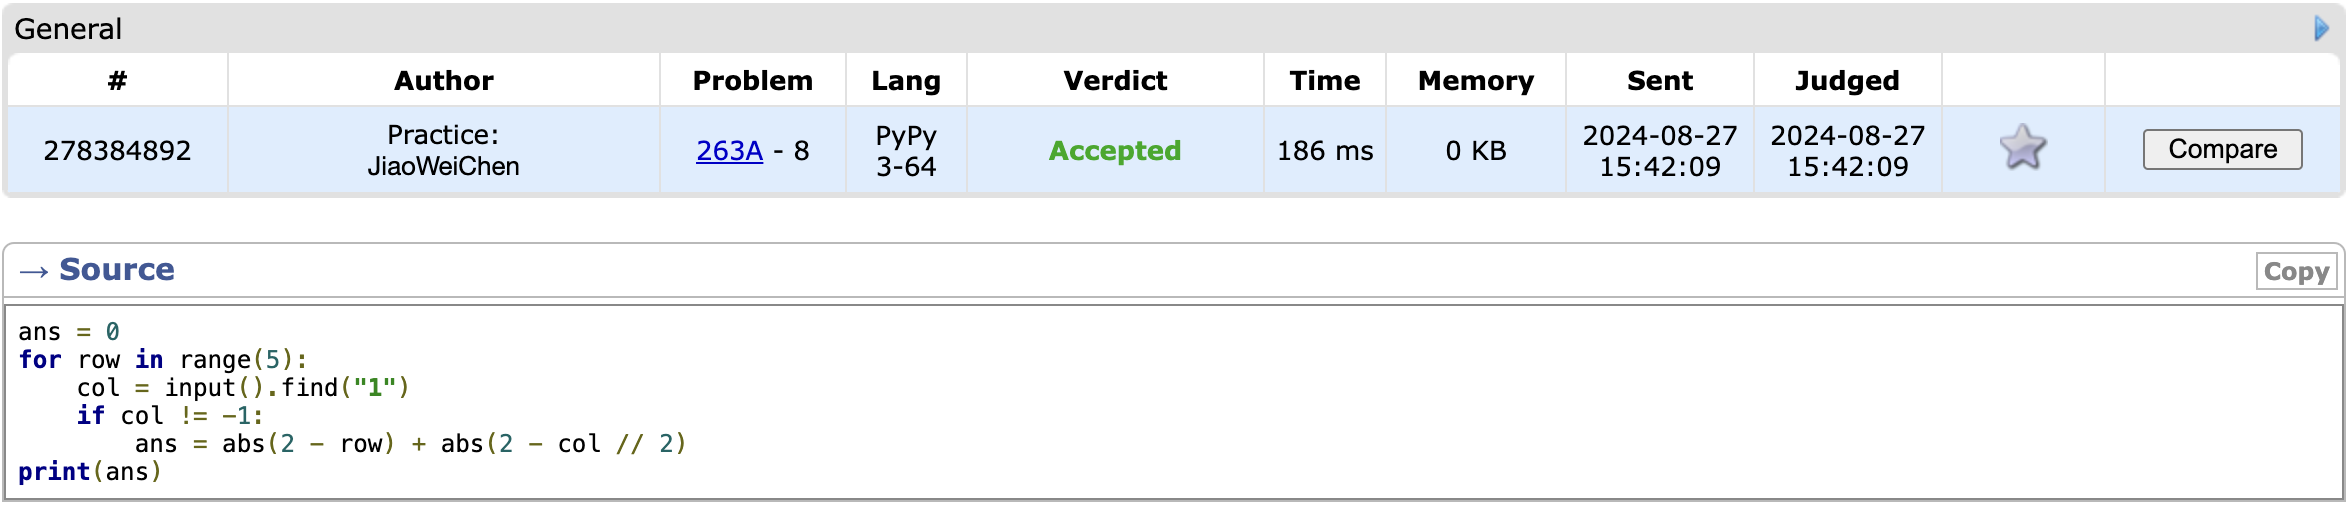 General
# Author Problem Lang Verdict Time Memory Sent Judged
278384892 Practice: JiaoWeiChen 263A - 8 PyPy 3-64 Accepted 186 ms 0 KB 2024-08-27 15:42:09 2024-08-27 15:42:09 Compare
→ Source Copy
ans = 0
for row in range(5):
    col = input().find("1")
    if col != -1:
        ans = abs(2 - row) + abs(2 - col // 2)
print(ans)